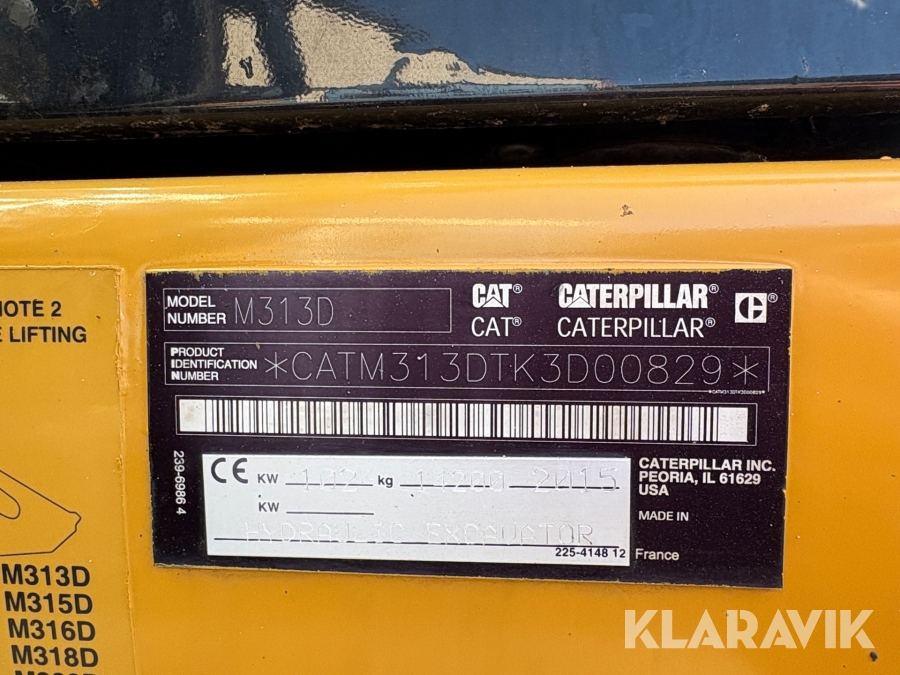 NOTE 2
E LIFTING
M313D
M315D
M316D
M318D
MODEL NUMBER M313D
CAT® CATERPILLAR®
CAT® CATERPILLAR®
PRODUCT IDENTIFICATION NUMBER *CATM313DTK3D00829*
*CATM313DTK3D00829*
239-6986 4
CE KW 102 kg 14200 2015
KW
HYDRAULIC EXCAVATOR
225-4148 12
CATERPILLAR INC.
PEORIA, IL 61629
USA
MADE IN
France
KLARAVIK